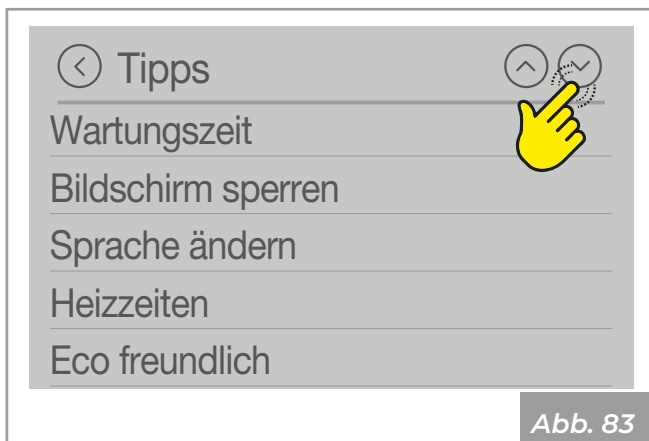 Tipps
Wartungszeit
Bildschirm sperren
Sprache ändern
Heizzeiten
Eco freundlich
Abb. 83